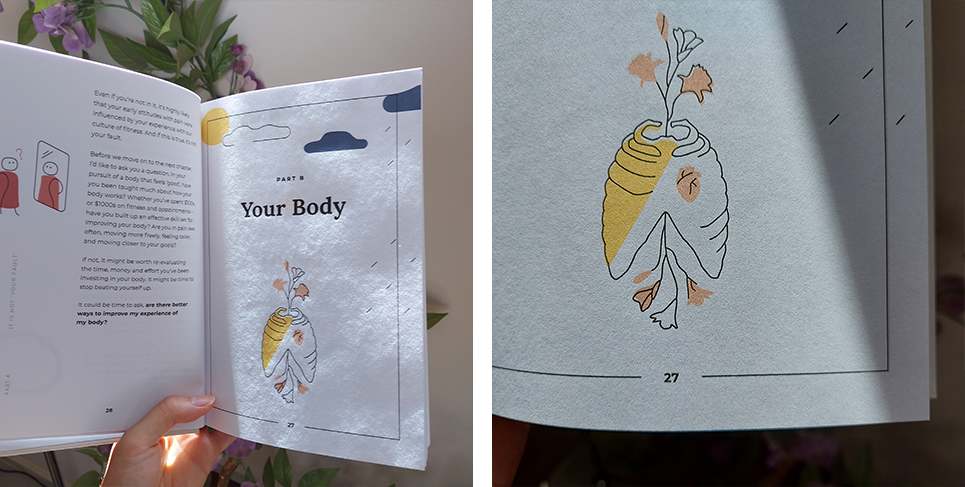 Even if you're not in it, it's highly likely
that your early attitudes with pain were
influenced by your experience with our
culture of fitness. And if this is true, it's not
your fault.
Before we move on to the next chapter,
I'd like to ask you a question. In your
pursuit of a body that feels 'good', have
you been taught much about how your
body works? Whether you've spent $100s
or $1000s on fitness and appointments –
have you built up an effective skill set for
improving your body? Are you in pain less
often, moving more freely, feeling taller,
and moving closer to your goals?
If not, it might be worth re-evaluating
the time, money and effort you've been
investing in your body. It might be time to
stop beating yourself up.
It could be time to ask, are there better
ways to improve my experience of
my body?
IT IS NOT YOUR FAULT
PART A
26
PART B
Your Body
27
27